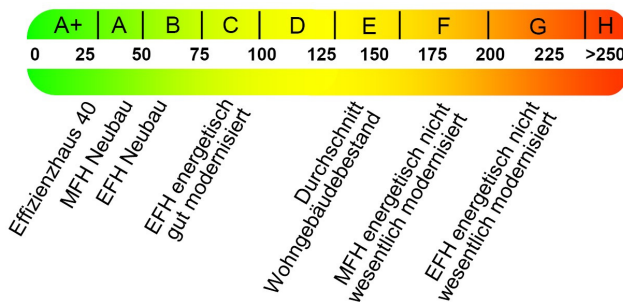 A+ A B C D E F G H
0 25 50 75 100 125 150 175 200 225 >250
Effizienzhaus 40
MFH Neubau
EFH Neubau
EFH energetisch
gut modernisiert
Durchschnitt
Wohngebäudebestand
MFH energetisch nicht
wesentlich modernisiert
EFH energetisch nicht
wesentlich modernisiert